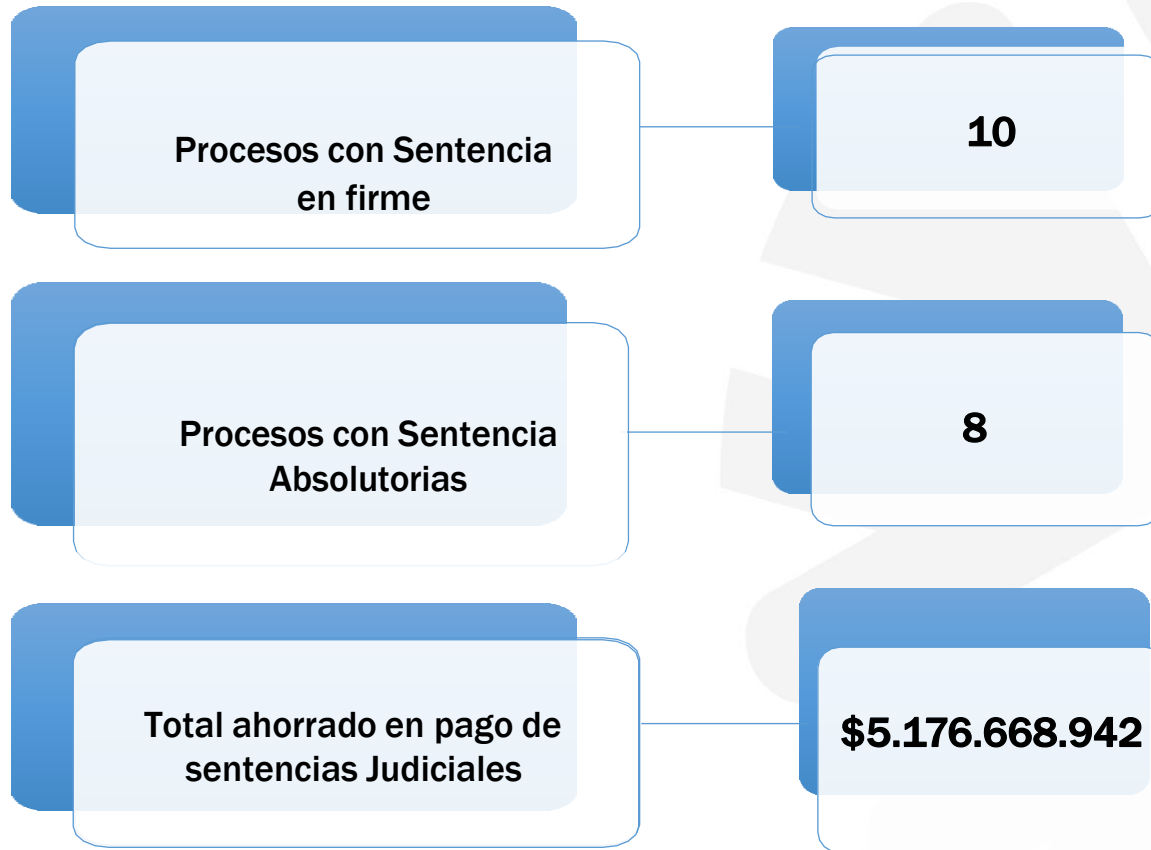 Procesos con Sentencia
en firme
10
Procesos con Sentencia
Absolutorias
8
Total ahorrado en pago de
sentencias Judiciales
$5.176.668.942